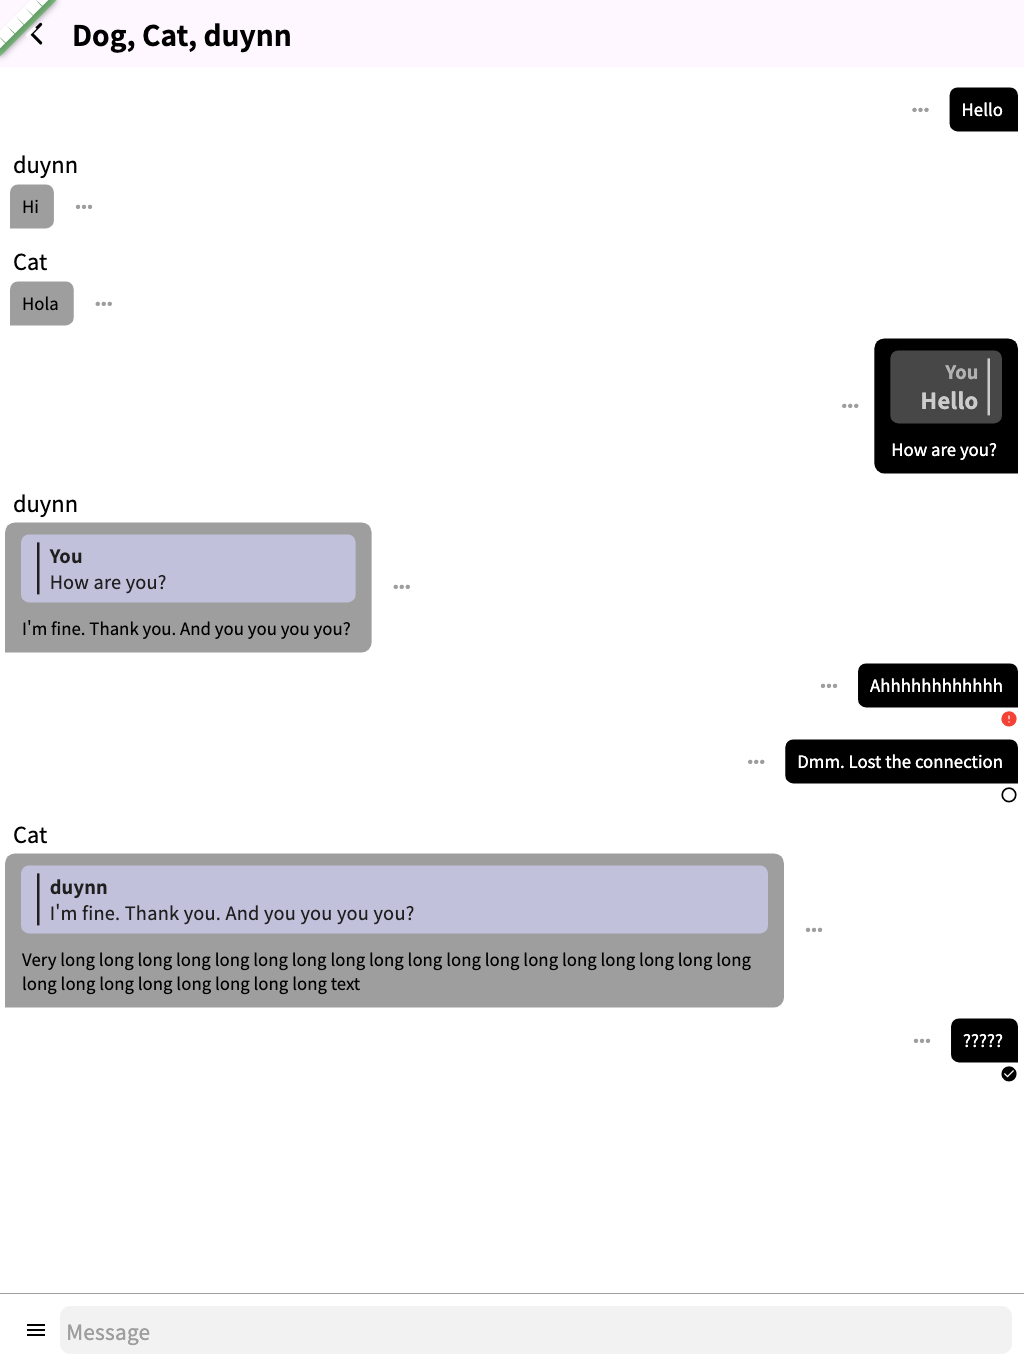 Dog, Cat, duynn
Hello
duynn
Hi
Cat
Hola
You
Hello
How are you?
duynn
You
How are you?
I'm fine. Thank you. And you you you you?
Ahhhhhhhhhhhh
Dmm. Lost the connection
Cat
duynn
I'm fine. Thank you. And you you you you?
Very long long long long long long long long long long long long long long long long long long
long long long long long long long long text
?????
Message